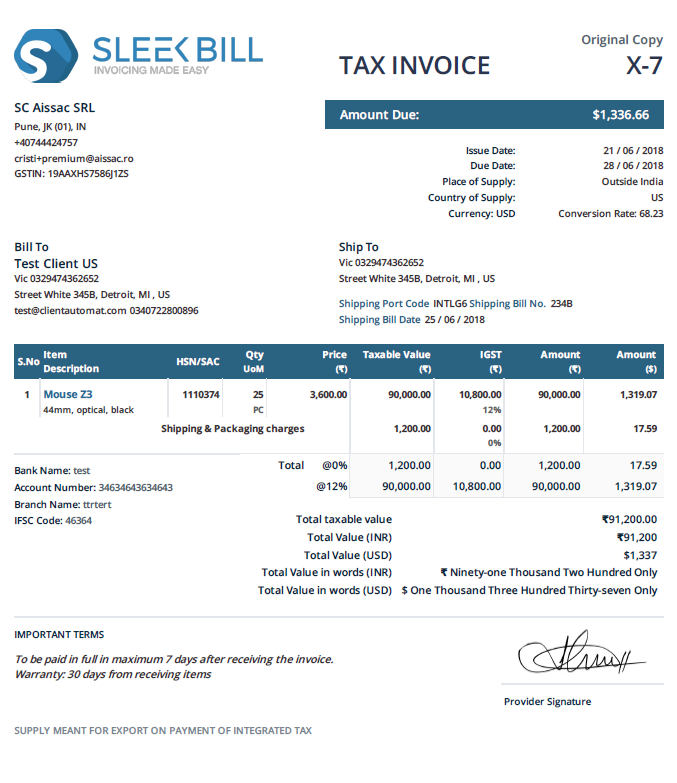 SLEEKBILL
INVOICING MADE EASY
Original Copy
TAX INVOICE X-7
SC Aissac SRL
Pune, JK (01), IN
+40744424757
cristi+premium@aissac.ro
GSTIN: 19AAXHS7586J1ZS
Amount Due: $1,336.66
Issue Date: 21 / 06 / 2018
Due Date: 28 / 06 / 2018
Place of Supply: Outside India
Country of Supply: US
Currency: USD Conversion Rate: 68.23
Bill To
Test Client US
Vic 0329474362652
Street White 345B, Detroit, MI , US
test@clientautomat.com 0340722800896
Ship To
Vic 0329474362652
Street White 345B, Detroit, MI , US
Shipping Port Code INTLG6 Shipping Bill No. 234B
Shipping Bill Date 25 / 06 / 2018
S.No Item Description HSN/SAC Qty UoM Price (₹) Taxable Value (₹) IGST (₹) Amount (₹) Amount ($)
1 Mouse Z3 1110374 25 3,600.00 90,000.00 10,800.00 90,000.00 1,319.07
44mm, optical, black PC 12%
Shipping & Packaging charges 1,200.00 0.00 1,200.00 17.59
0%
Total @0% 1,200.00 0.00 1,200.00 17.59
@12% 90,000.00 10,800.00 90,000.00 1,319.07
Bank Name: test
Account Number: 34634643634643
Branch Name: ttrtert
IFSC Code: 46364
Total taxable value ₹91,200.00
Total Value (INR) ₹91,200
Total Value (USD) $1,337
Total Value in words (INR) ₹ Ninety-one Thousand Two Hundred Only
Total Value in words (USD) $ One Thousand Three Hundred Thirty-seven Only
IMPORTANT TERMS
To be paid in full in maximum 7 days after receiving the invoice.
Warranty: 30 days from receiving items
Provider Signature
SUPPLY MEANT FOR EXPORT ON PAYMENT OF INTEGRATED TAX